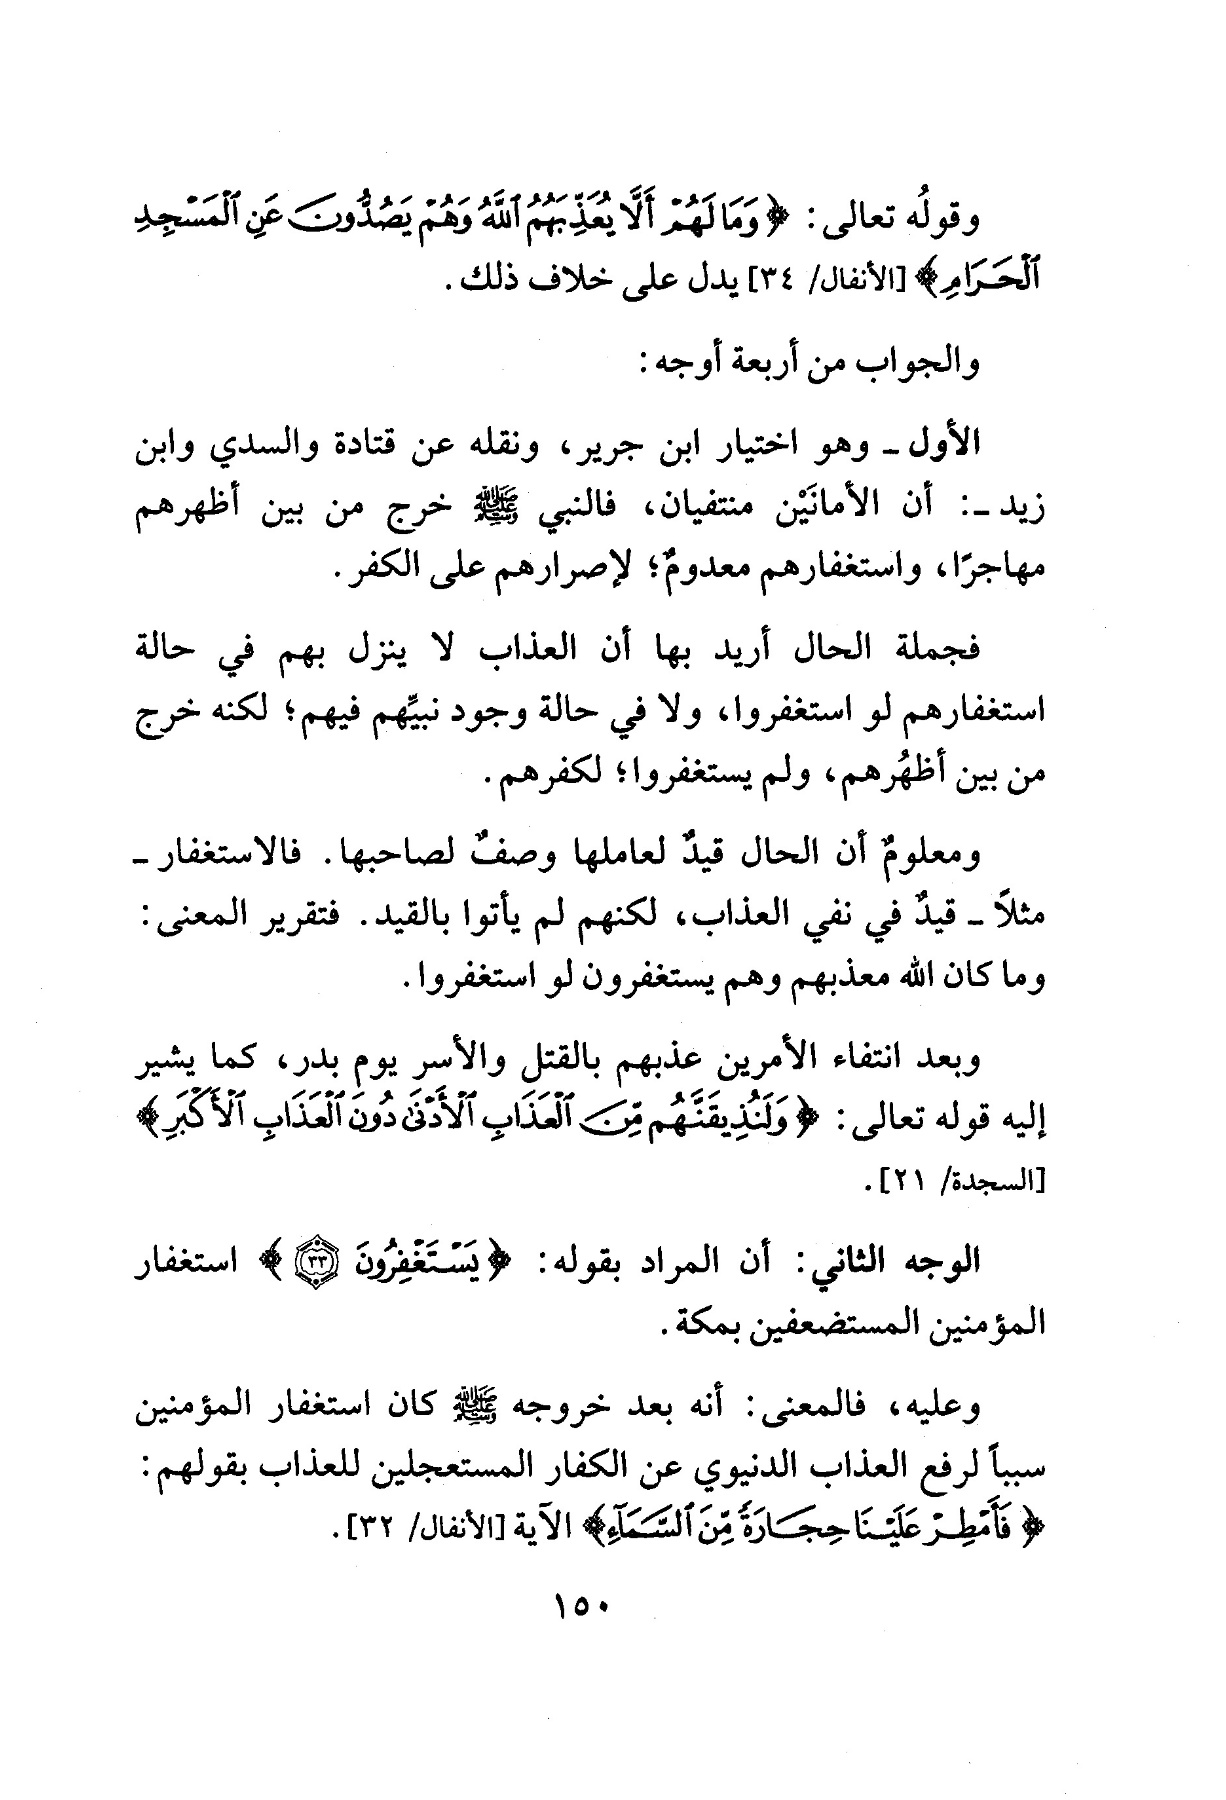 وقولُه تعالى: ﴿وَمَا لَهُمْ أَلَّا يُعَذِّبَهُمُ ٱللَّهُ وَهُمْ يَصُدُّونَ عَنِ ٱلْمَسْجِدِ
ٱلْحَرَامِ﴾ [الأنفال/ ٣٤] يدل على خلاف ذلك.
والجواب من أربعة أوجه:
الأول ـ وهو اختيار ابن جرير، ونقله عن قتادة والسدي وابن
زيد ـ: أن الأمانَيْن منتفيان، فالنبي ﷺ خرج من بين أظهرهم
مهاجرًا، واستغفارهم معدومٌ؛ لإصرارهم على الكفر.
فجملة الحال أريد بها أن العذاب لا ينزل بهم في حالة
استغفارهم لو استغفروا، ولا في حالة وجود نبيِّهم فيهم؛ لكنه خرج
من بين أظهُرهم، ولم يستغفروا؛ لكفرهم.
ومعلومٌ أن الحال قيدٌ لعاملها وصفٌ لصاحبها. فالاستغفار ـ
مثلاً ـ قيدٌ في نفي العذاب، لكنهم لم يأتوا بالقيد. فتقرير المعنى:
وما كان الله معذبهم وهم يستغفرون لو استغفروا.
وبعد انتفاء الأمرين عذبهم بالقتل والأسر يوم بدر، كما يشير
إليه قوله تعالى: ﴿وَلَنُذِيقَنَّهُم مِّنَ ٱلْعَذَابِ ٱلْأَدْنَىٰ دُونَ ٱلْعَذَابِ ٱلْأَكْبَرِ﴾
[السجدة/ ٢١].
الوجه الثاني: أن المراد بقوله: ﴿يَسْتَغْفِرُونَ ٣٣﴾ استغفار
المؤمنين المستضعفين بمكة.
وعليه، فالمعنى: أنه بعد خروجه ﷺ كان استغفار المؤمنين
سبباً لرفع العذاب الدنيوي عن الكفار المستعجلين للعذاب بقولهم:
﴿فَأَمْطِرْ عَلَيْنَا حِجَارَةً مِّنَ ٱلسَّمَآءِ﴾ الآية [الأنفال/ ٣٢].
١٥٠